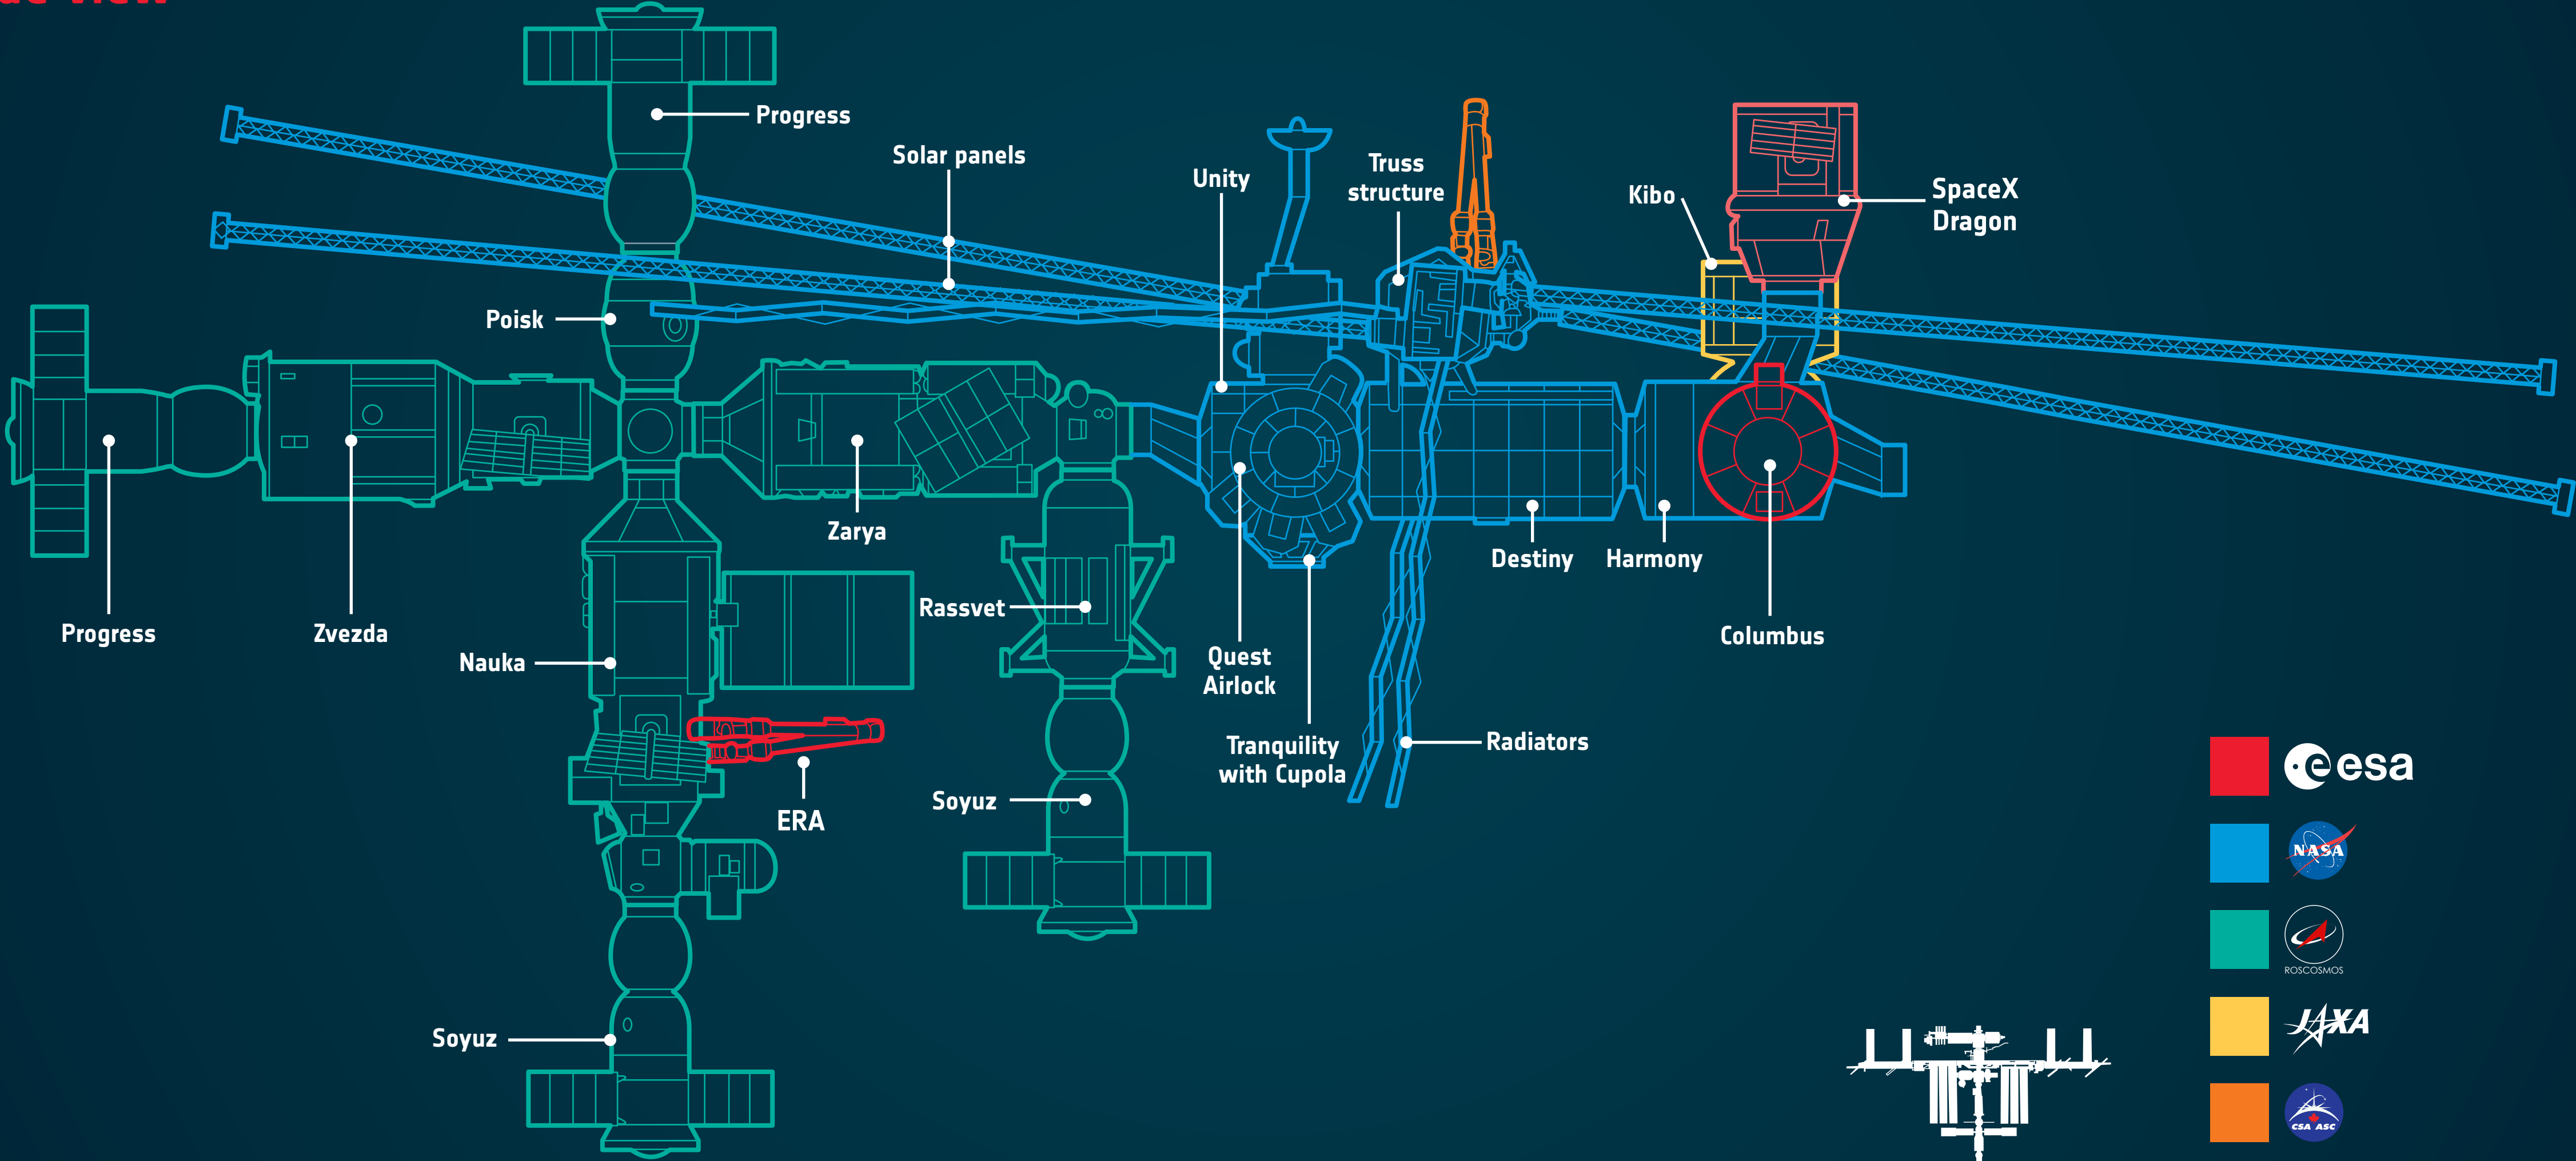 Progress
Solar panels
Unity
Truss
structure
Kibo
SpaceX
Dragon
Poisk
Zarya
Destiny
Harmony
Progress
Zvezda
Rassvet
Columbus
Nauka
Quest
Airlock
Tranquility
with Cupola
Radiators
ERA
Soyuz
Soyuz
esa
NASA
ROSCOSMOS
JAXA
CSA ASC